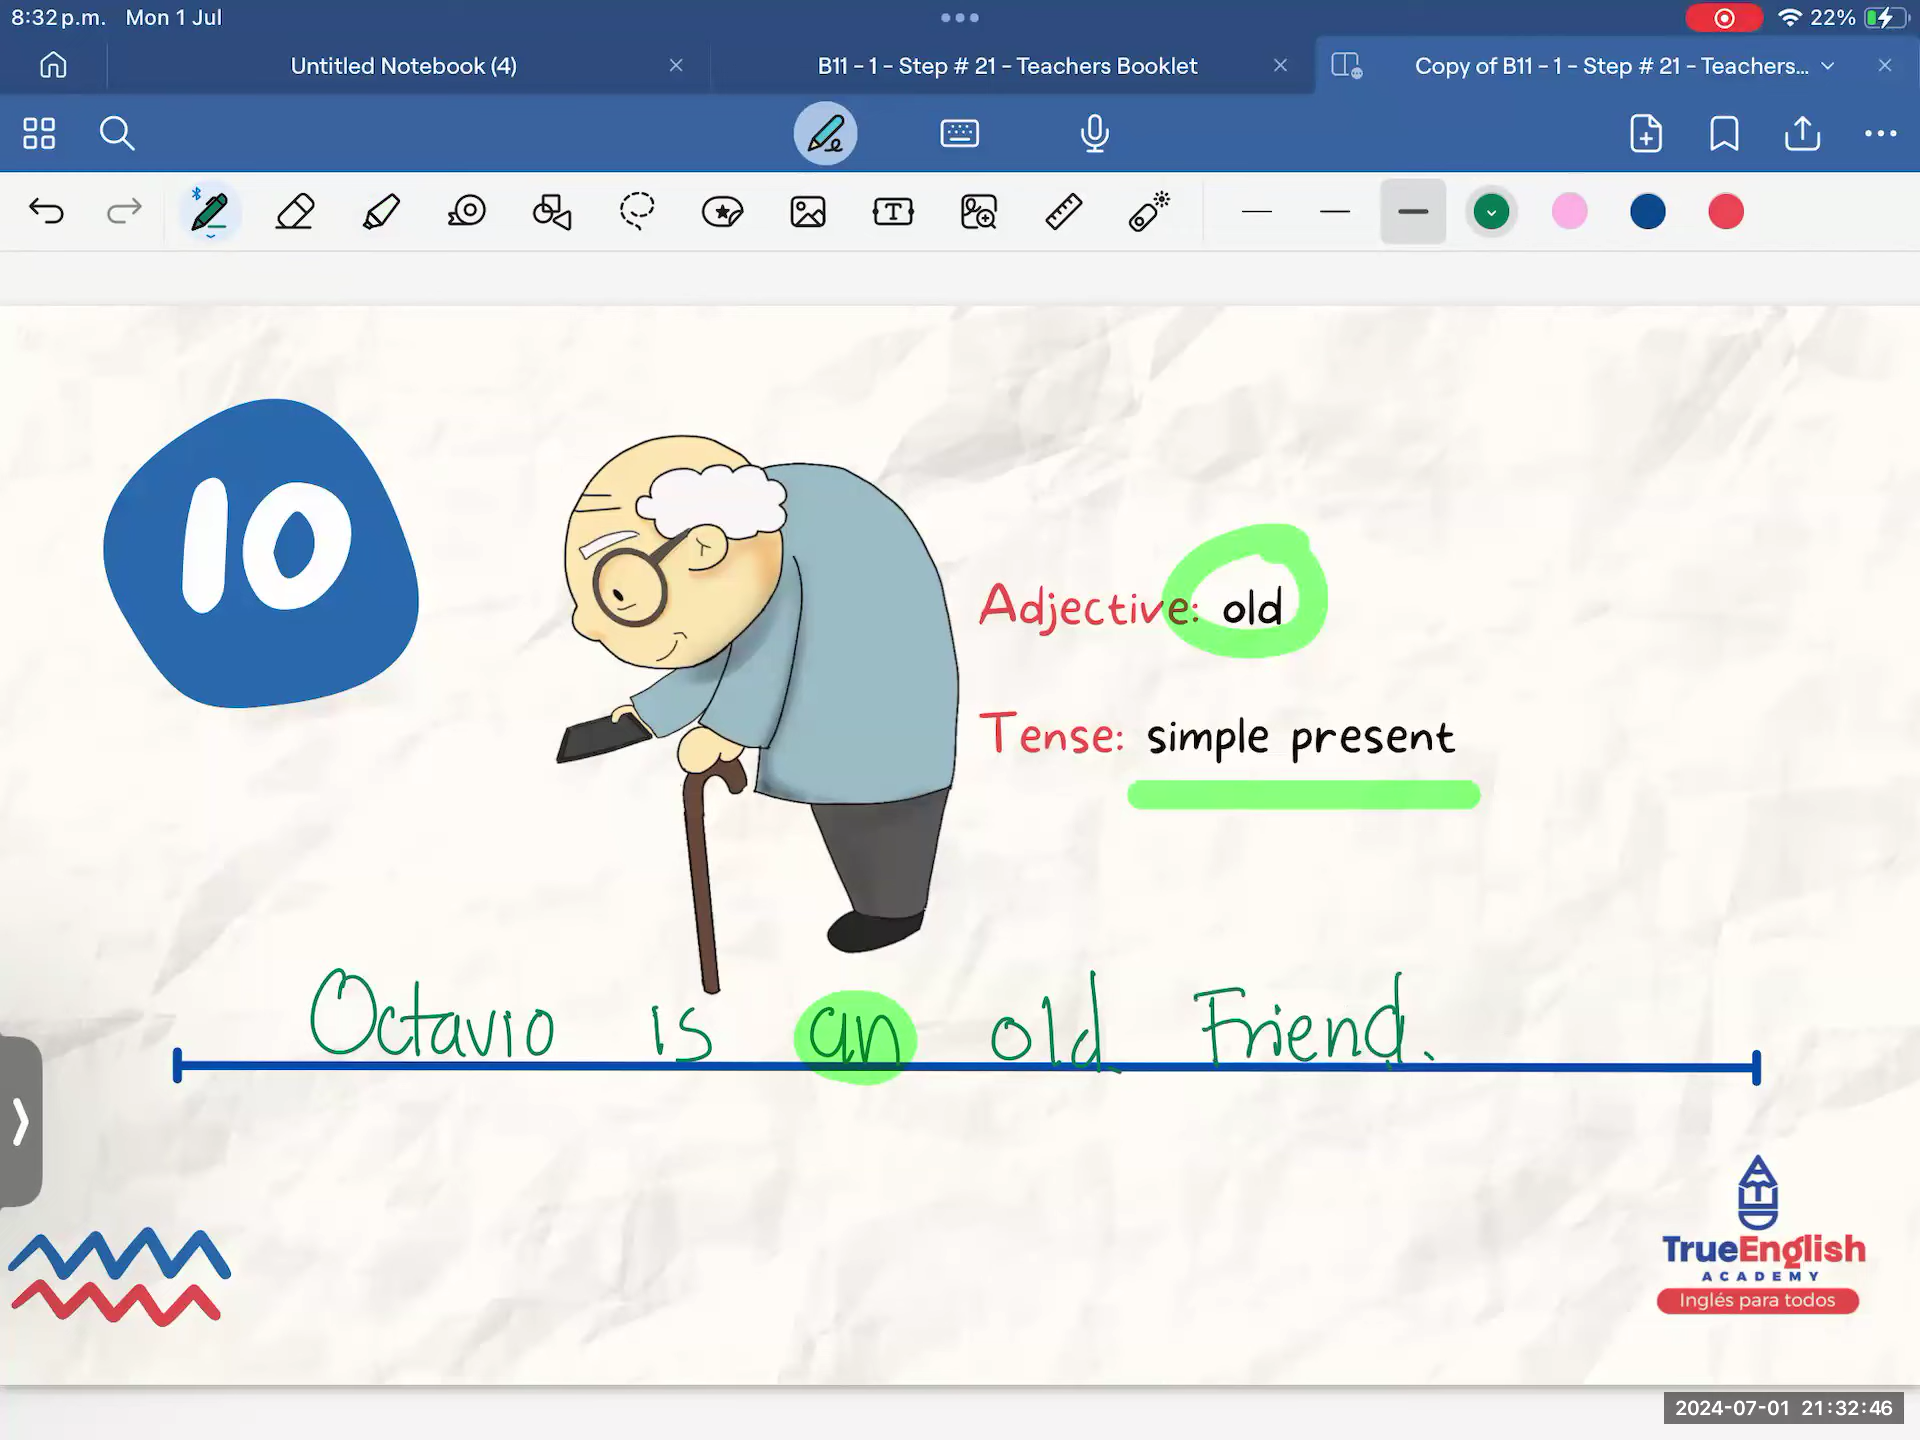 8:32 p.m. Mon 1 Jul
22%
Untitled Notebook (4)
B11 - 1 - Step # 21 - Teachers Booklet
Copy of B11 - 1 - Step # 21 - Teachers...
10
Adjective: old
Tense: simple present
Octavio is an old Friend.
TrueEnglish
ACADEMY
Inglés para todos
2024-07-01 21:32:46